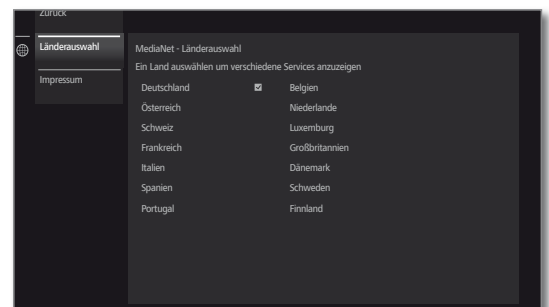 Zurück
Länderauswahl
Impressum
MediaNet - Länderauswahl
Ein Land auswählen um verschiedene Services anzuzeigen
Deutschland
Belgien
Österreich
Niederlande
Schweiz
Luxemburg
Frankreich
Großbritannien
Italien
Dänemark
Spanien
Schweden
Portugal
Finnland